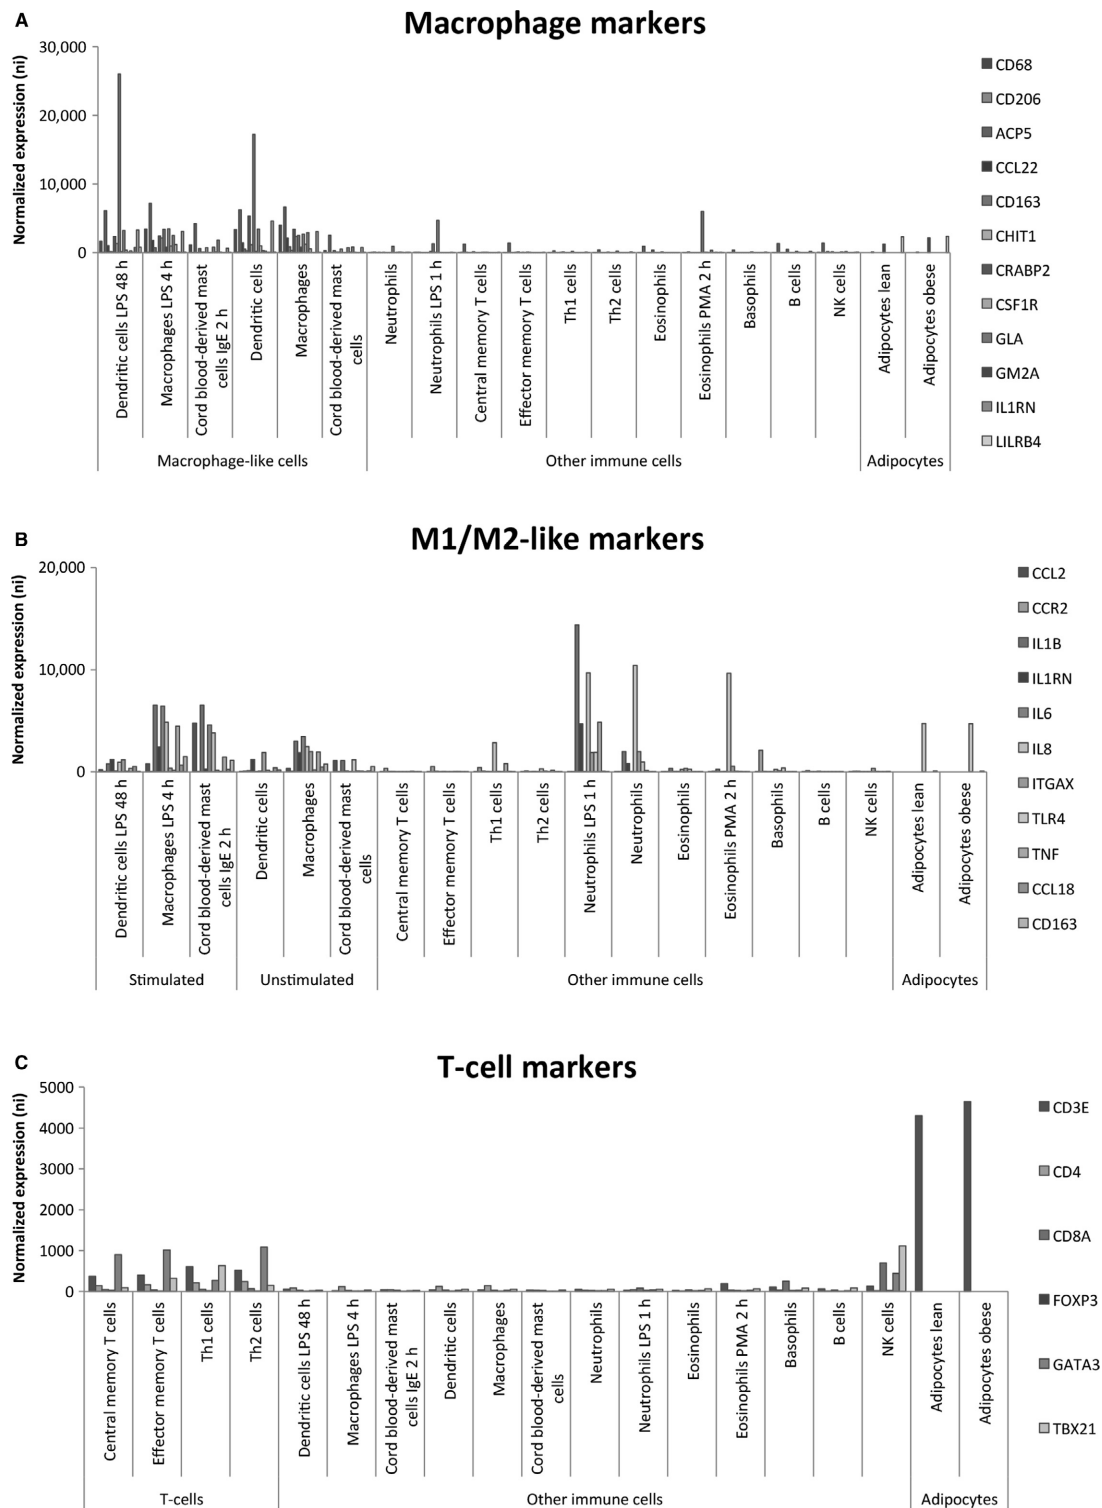 A
Macrophage markers
Normalized expression (ni)
30,000
20,000
10,000
0
Dendritic cells LPS 48 h
Macrophages LPS 4 h
Cord blood-derived mast
cells IgE 2 h
Dendritic cells
Macrophages
Cord blood-derived mast
cells
Neutrophils
Neutrophils LPS 1 h
Central memory T cells
Effector memory T cells
Th1 cells
Th2 cells
Eosinophils
Eosinophils PMA 2 h
Basophils
B cells
NK cells
Adipocytes lean
Adipocytes obese
Macrophage-like cells
Other immune cells
Adipocytes
CD68
CD206
ACP5
CCL22
CD163
CHIT1
CRABP2
CSF1R
GLA
GM2A
IL1RN
LILRB4
B
M1/M2-like markers
Normalized expression (ni)
20,000
10,000
0
Dendritic cells LPS 48 h
Macrophages LPS 4 h
Cord blood-derived mast
cells IgE 2 h
Dendritic cells
Macrophages
Cord blood-derived mast
cells
Central memory T cells
Effector memory T cells
Th1 cells
Th2 cells
Neutrophils LPS 1 h
Neutrophils
Eosinophils
Eosinophils PMA 2 h
Basophils
B cells
NK cells
Adipocytes lean
Adipocytes obese
Stimulated
Unstimulated
Other immune cells
Adipocytes
CCL2
CCR2
IL1B
IL1RN
IL6
IL8
ITGAX
TLR4
TNF
CCL18
CD163
C
T-cell markers
Normalized expression (ni)
5000
4000
3000
2000
1000
0
Central memory T cells
Effector memory T cells
Th1 cells
Th2 cells
Dendritic cells LPS 48 h
Macrophages LPS 4 h
Cord blood-derived mast
cells IgE 2 h
Dendritic cells
Macrophages
Cord blood-derived mast
cells
Neutrophils
Neutrophils LPS 1 h
Eosinophils
Eosinophils PMA 2 h
Basophils
B cells
NK cells
Adipocytes lean
Adipocytes obese
T-cells
Other immune cells
Adipocytes
CD3E
CD4
CD8A
FOXP3
GATA3
TBX21